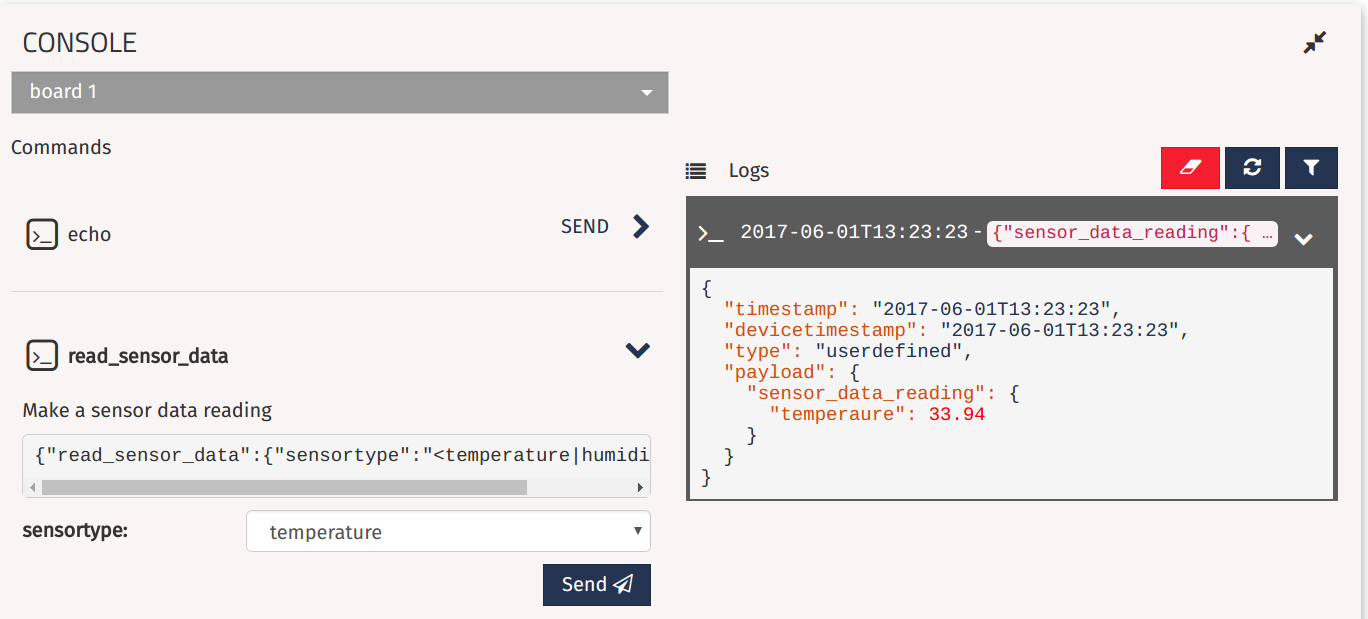 CONSOLE
board 1
Commands
echo SEND
read_sensor_data
Make a sensor data reading
{"read_sensor_data":{"sensortype":"<temperature|humidi
sensortype: temperature
Send
Logs
>_ 2017-06-01T13:23:23 - {"sensor_data_reading":{ …
{
"timestamp": "2017-06-01T13:23:23",
"devicetimestamp": "2017-06-01T13:23:23",
"type": "userdefined",
"payload": {
"sensor_data_reading": {
"temperaure": 33.94
}
}
}